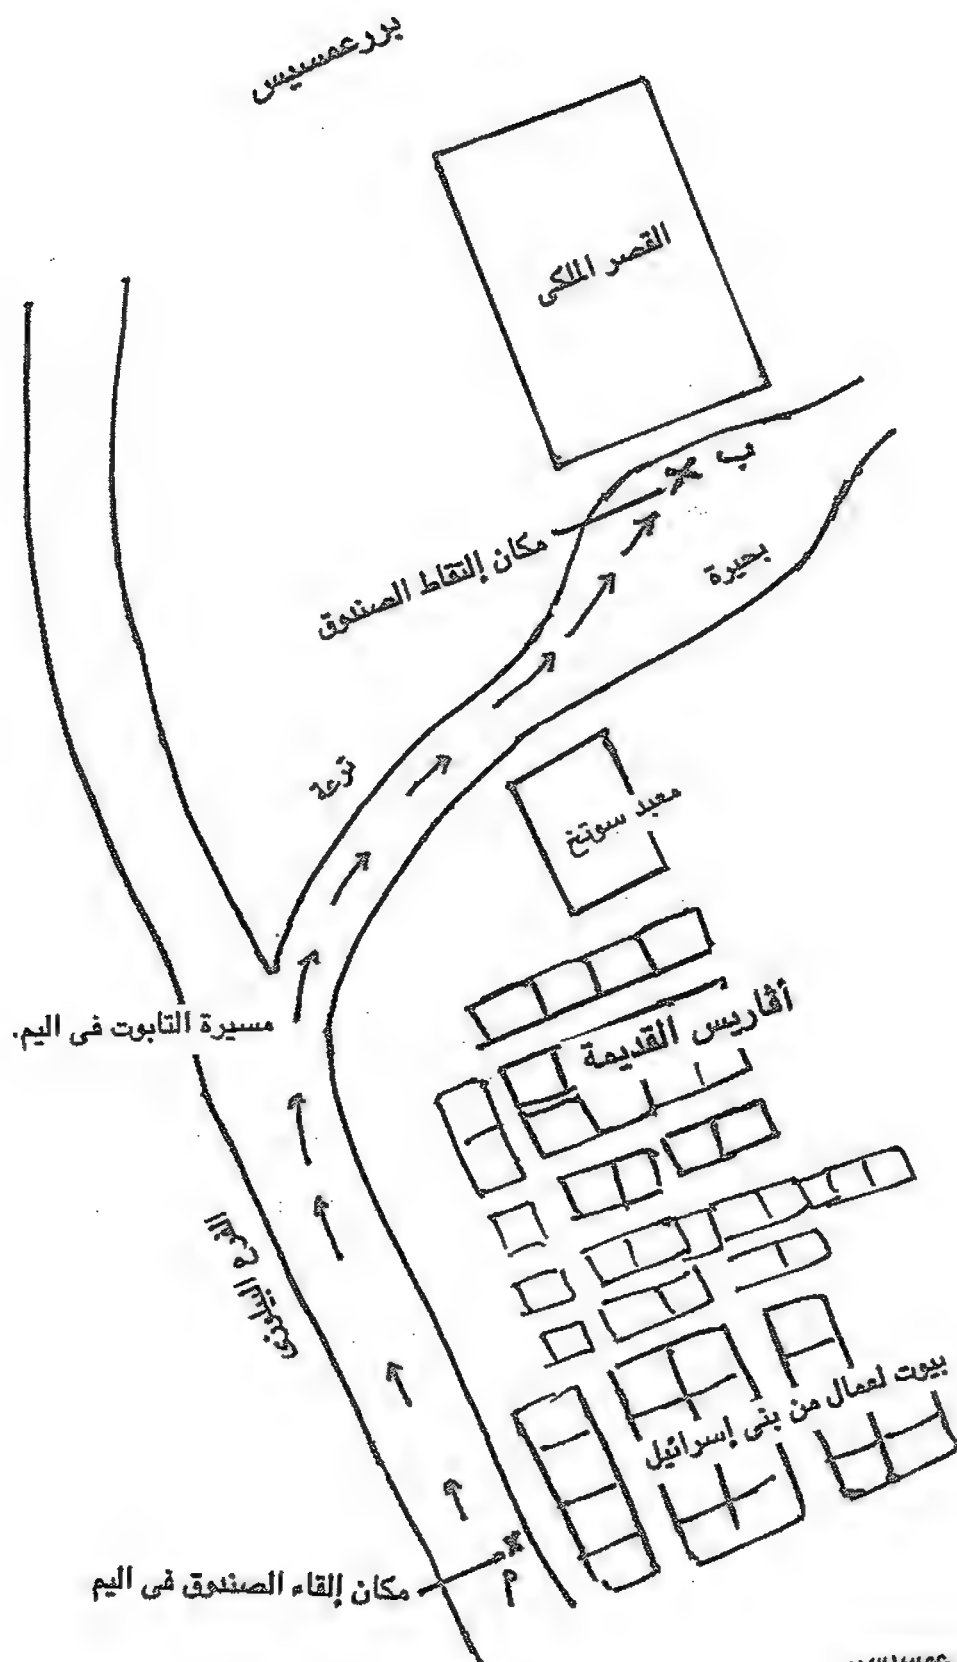 بررعمسيس
القصر الملكى
ب
مكان إلتقاط الصندوق
بحيرة
ترعة
معبد سوتخ
مسيرة التابوت فى اليم.
أڤاريس القديمة
الفرع البيلوزى
بيوت لعمال من بنى إسرائيل
مكان إلقاء الصندوق فى اليم
م